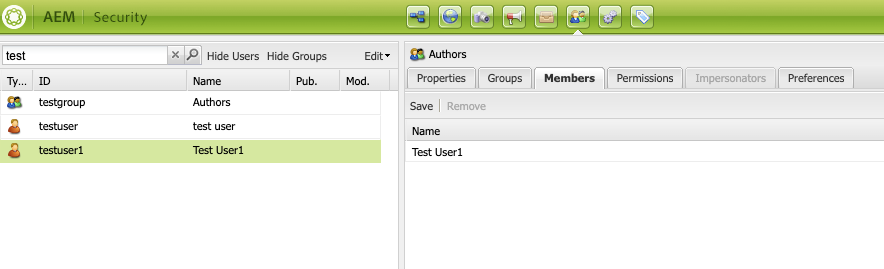 AEM Security
test Hide Users Hide Groups Edit
Ty... ID Name Pub. Mod.
testgroup Authors
testuser test user
testuser1 Test User1
Authors
Properties Groups Members Permissions Impersonators Preferences
Save Remove
Name
Test User1